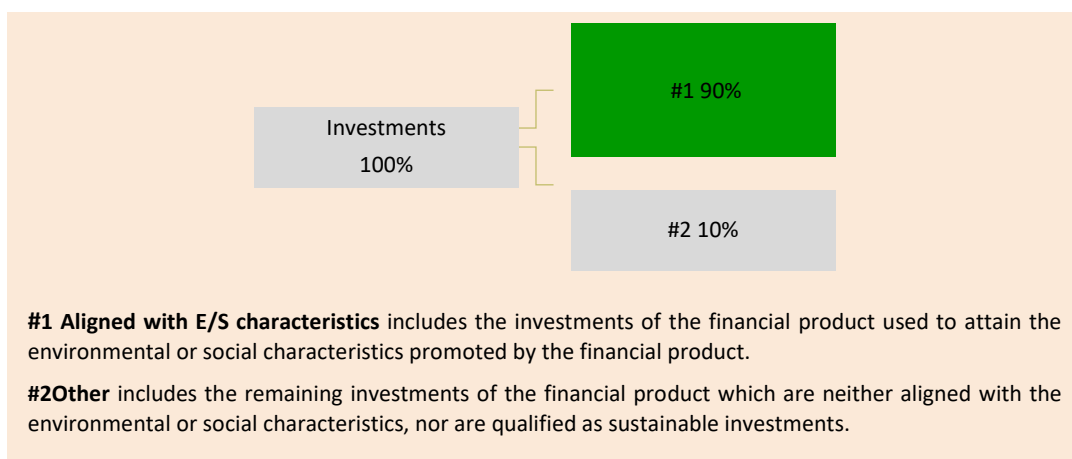 #1 90%
Investments
100%
#2 10%
#1 Aligned with E/S characteristics includes the investments of the financial product used to attain the
environmental or social characteristics promoted by the financial product.
#2Other includes the remaining investments of the financial product which are neither aligned with the
environmental or social characteristics, nor are qualified as sustainable investments.